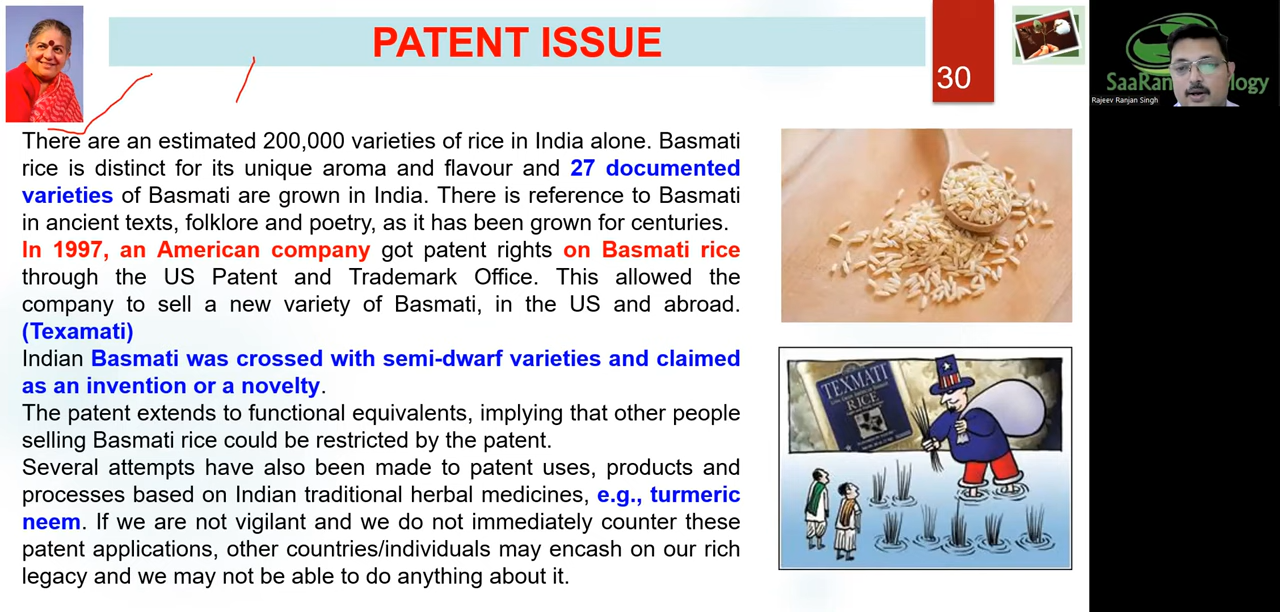 PATENT ISSUE
30
SaaRan
logy
Rajeev Ranjan Singh
There are an estimated 200,000 varieties of rice in India alone. Basmati
rice is distinct for its unique aroma and flavour and 27 documented
varieties of Basmati are grown in India. There is reference to Basmati
in ancient texts, folklore and poetry, as it has been grown for centuries.
In 1997, an American company got patent rights on Basmati rice
through the US Patent and Trademark Office. This allowed the
company to sell a new variety of Basmati, in the US and abroad.
(Texamati)
Indian Basmati was crossed with semi-dwarf varieties and claimed
as an invention or a novelty.
The patent extends to functional equivalents, implying that other people
selling Basmati rice could be restricted by the patent.
Several attempts have also been made to patent uses, products and
processes based on Indian traditional herbal medicines, e.g., turmeric
neem. If we are not vigilant and we do not immediately counter these
patent applications, other countries/individuals may encash on our rich
legacy and we may not be able to do anything about it.
TEXMATI
RICE